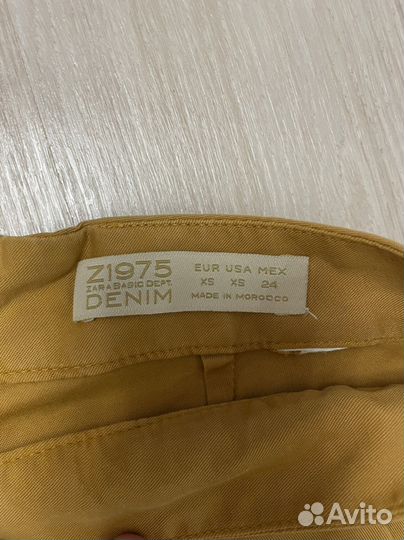 Z1975
ZARA BASIC DEPT.
DENIM
EUR USA MEX
XS XS 24
MADE IN MOROCCO
Avito